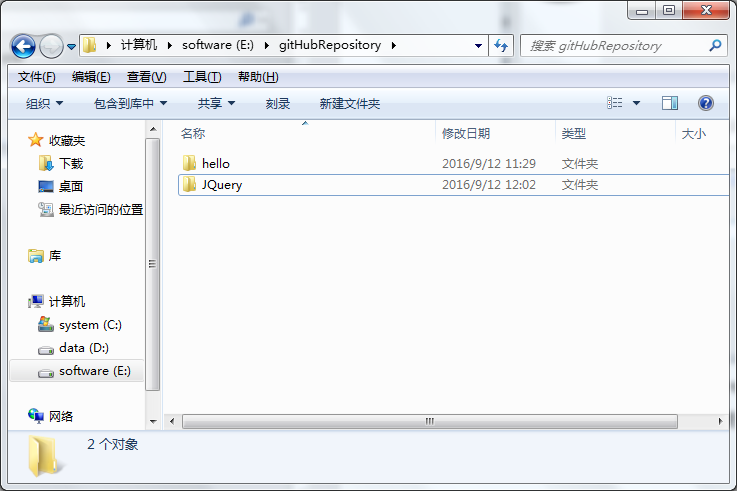 计算机 software (E:) gitHubRepository
搜索 gitHubRepository
文件(F) 编辑(E) 查看(V) 工具(T) 帮助(H)
组织 包含到库中 共享 刻录 新建文件夹
收藏夹
下载
桌面
最近访问的位置
库
计算机
system (C:)
data (D:)
software (E:)
网络
名称 修改日期 类型 大小
hello 2016/9/12 11:29 文件夹
JQuery 2016/9/12 12:02 文件夹
2 个对象